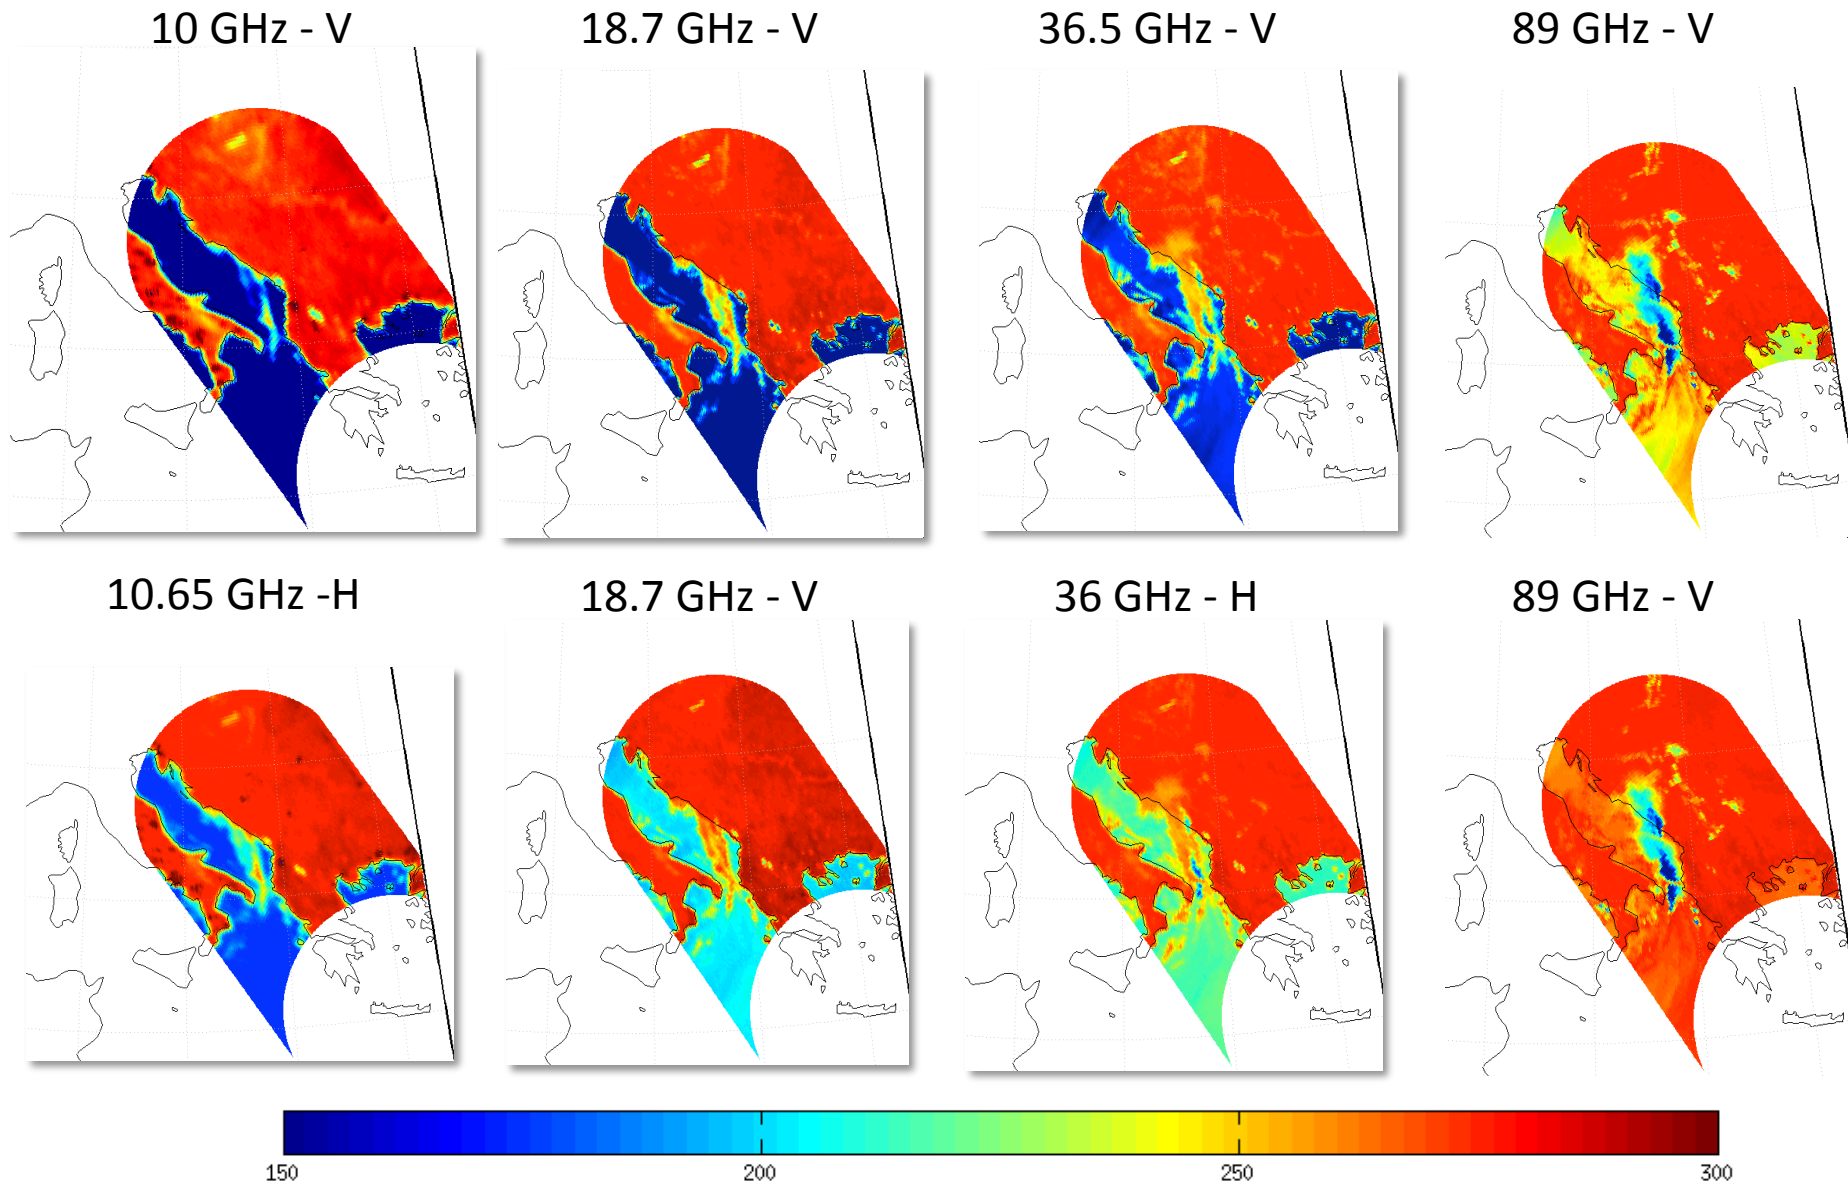 10 GHz - V
18.7 GHz - V
36.5 GHz - V
89 GHz - V
10.65 GHz -H
18.7 GHz - V
36 GHz - H
89 GHz - V
150
200
250
300